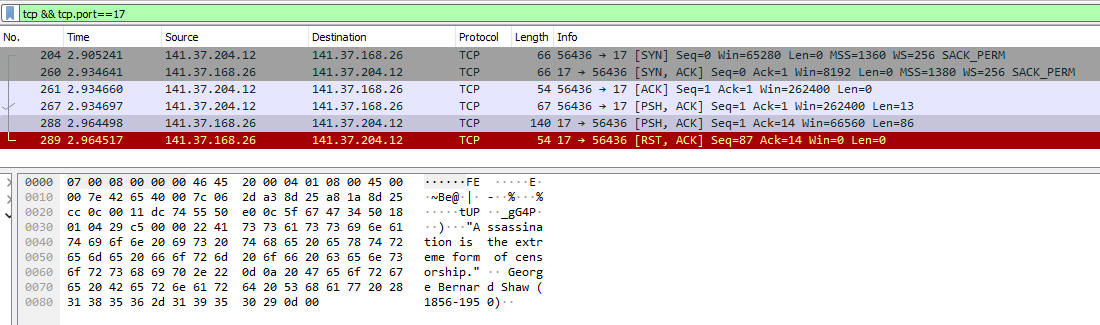 tcp && tcp.port==17
No. Time Source Destination Protocol Length Info
204 2.905241 141.37.204.12 141.37.168.26 TCP 66 56436 → 17 [SYN] Seq=0 Win=65280 Len=0 MSS=1360 WS=256 SACK_PERM
260 2.934641 141.37.168.26 141.37.204.12 TCP 66 17 → 56436 [SYN, ACK] Seq=0 Ack=1 Win=8192 Len=0 MSS=1380 WS=256 SACK_PERM
261 2.934660 141.37.204.12 141.37.168.26 TCP 54 56436 → 17 [ACK] Seq=1 Ack=1 Win=262400 Len=0
267 2.934697 141.37.204.12 141.37.168.26 TCP 67 56436 → 17 [PSH, ACK] Seq=1 Ack=1 Win=262400 Len=13
288 2.964498 141.37.168.26 141.37.204.12 TCP 140 17 → 56436 [PSH, ACK] Seq=1 Ack=14 Win=66560 Len=86
289 2.964517 141.37.168.26 141.37.204.12 TCP 54 17 → 56436 [RST, ACK] Seq=87 Ack=14 Win=0 Len=0
0000 07 00 08 00 00 00 46 45 20 00 04 01 08 00 45 00 ······FE ·····E·
0010 00 7e 42 65 40 00 7c 06 2d a3 8d 25 a8 1a 8d 25 ·~Be@·|· -··%···%
0020 cc 0c 00 11 dc 74 55 50 e0 0c 5f 67 47 34 50 18 ·····tUP ··_gG4P·
0030 01 04 29 c5 00 00 22 41 73 73 61 73 73 69 6e 61 ··)···"A ssassina
0040 74 69 6f 6e 20 69 73 20 74 68 65 20 65 78 74 72 tion is the extr
0050 65 6d 65 20 66 6f 72 6d 20 6f 66 20 63 65 6e 73 eme form of cens
0060 6f 72 73 68 69 70 2e 22 0d 0a 20 47 65 6f 72 67 orship." ·· Georg
0070 65 20 42 65 72 6e 61 72 64 20 53 68 61 77 20 28 e Bernar d Shaw (
0080 31 38 35 36 2d 31 39 35 30 29 0d 00 1856-195 0)··